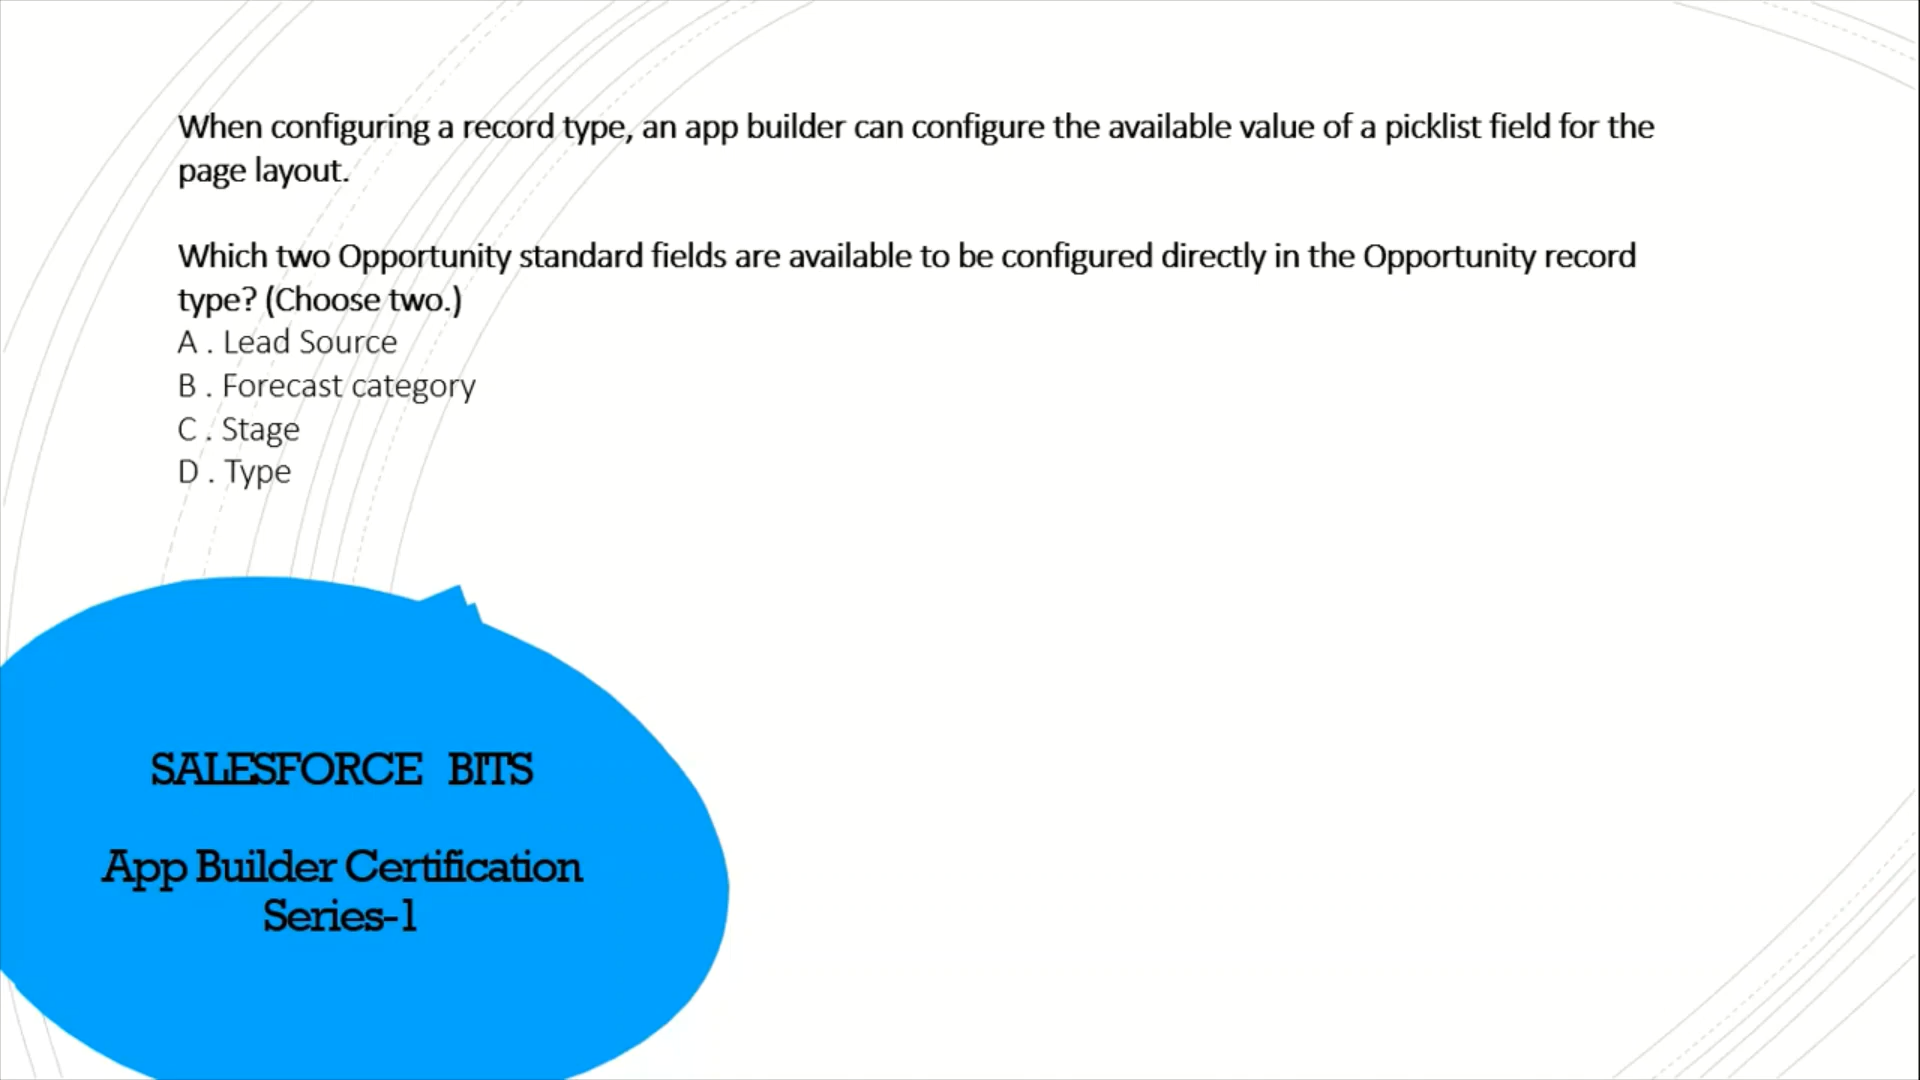 When configuring a record type, an app builder can configure the available value of a picklist field for the
page layout.
Which two Opportunity standard fields are available to be configured directly in the Opportunity record
type? (Choose two.)
A . Lead Source
B . Forecast category
C . Stage
D . Type
SALESFORCE BITS
App Builder Certification
Series-1